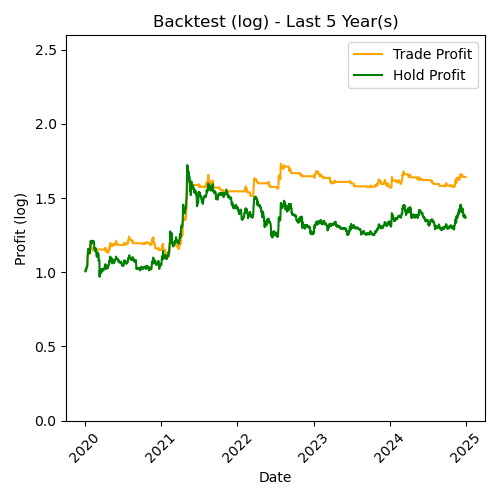 Backtest (log) - Last 5 Year(s)
Trade Profit
Hold Profit
Profit (log)
2.5
2.0
1.5
1.0
0.5
0.0
2020
2021
2022
2023
2024
2025
Date